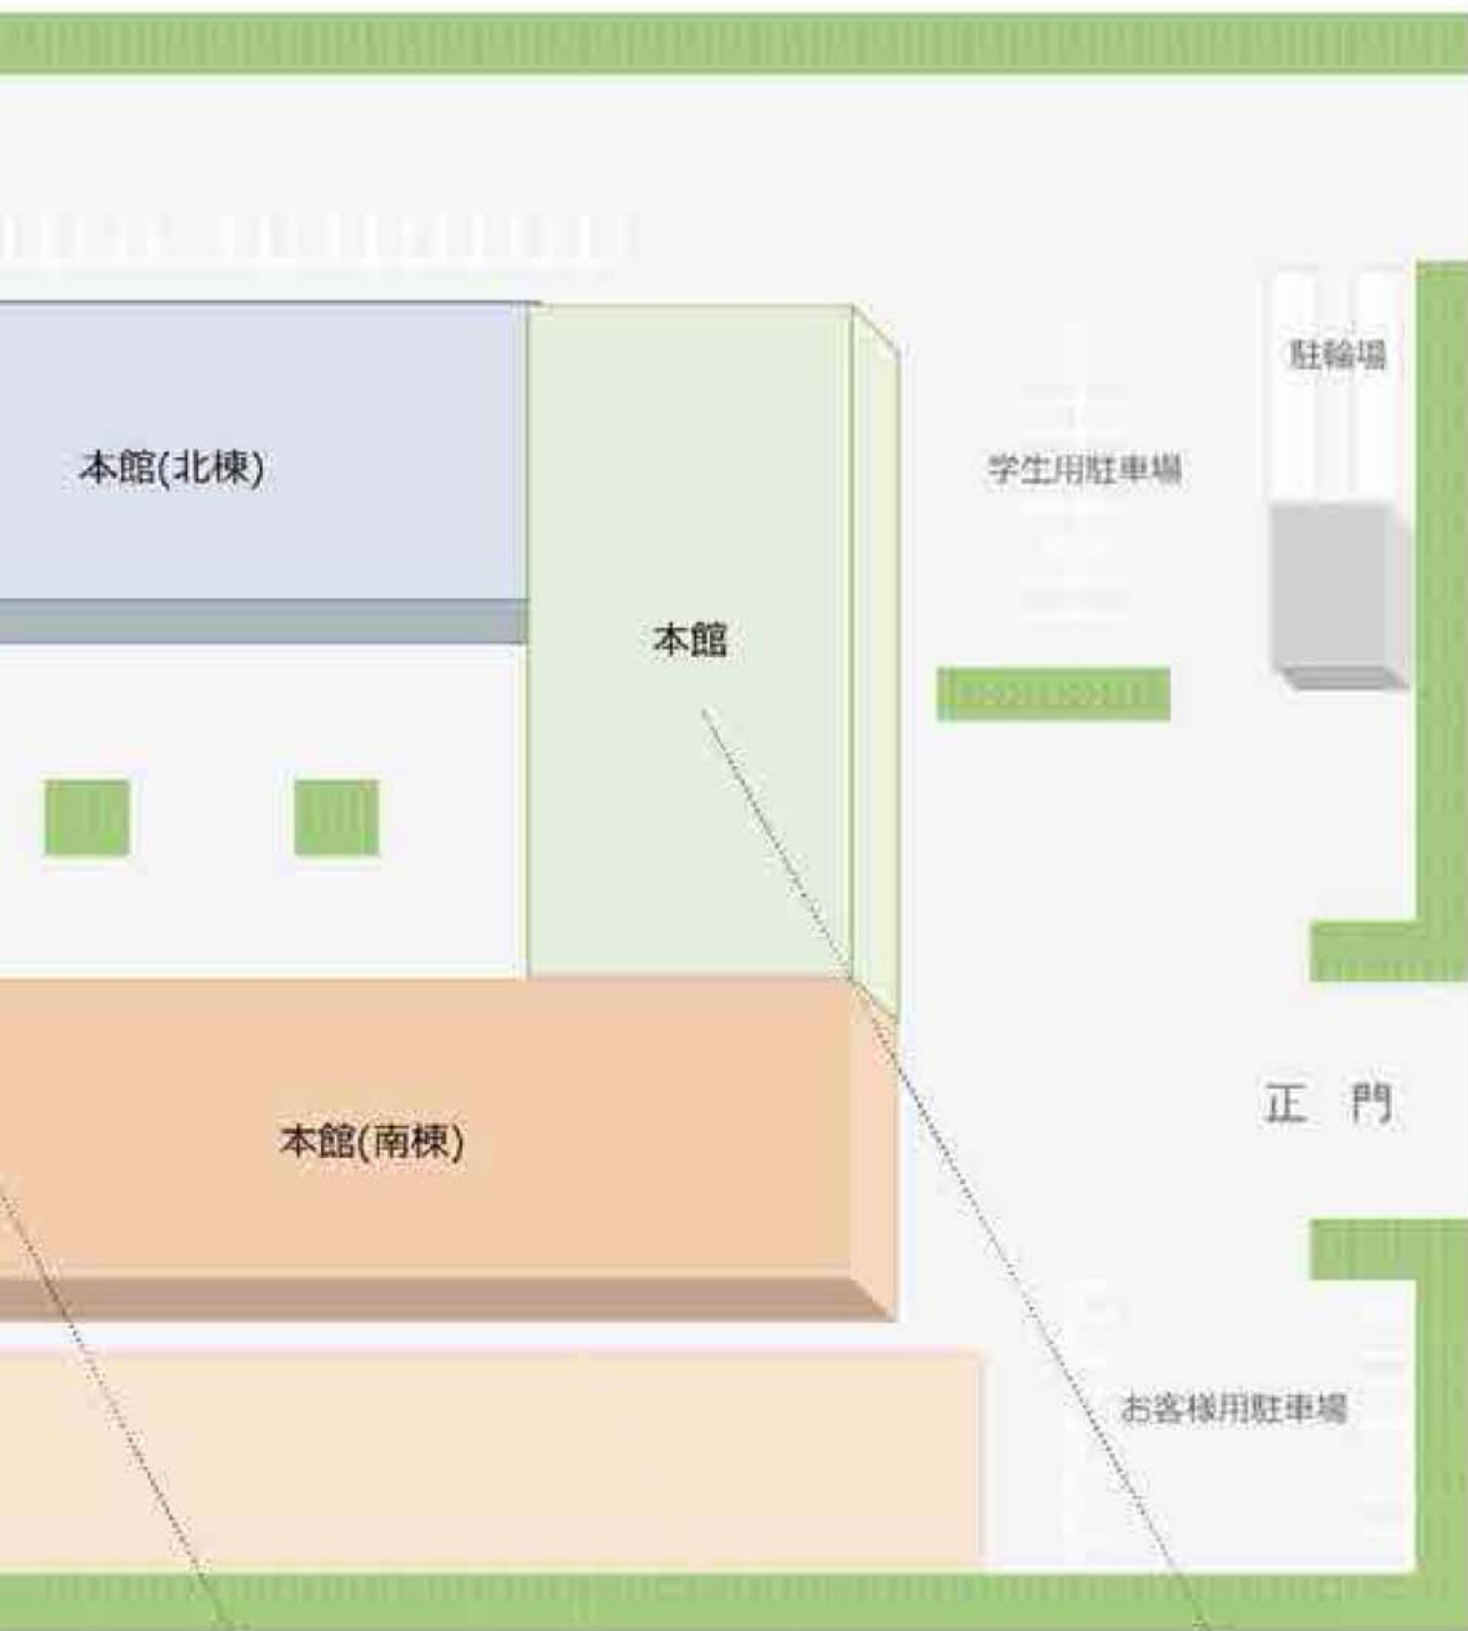 駐輪場
本館(北棟)
学生用駐車場
本館
正　門
本館(南棟)
お客様用駐車場